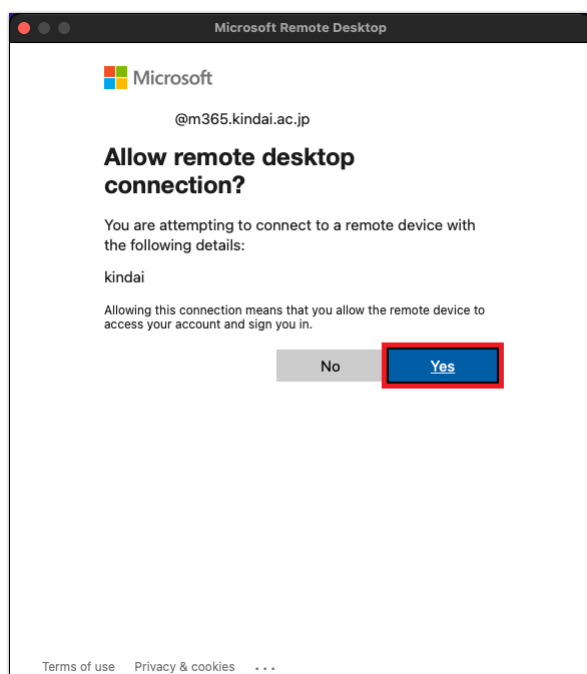 Microsoft Remote Desktop
Microsoft
@m365.kindai.ac.jp
Allow remote desktop
connection?
You are attempting to connect to a remote device with
the following details:
kindai
Allowing this connection means that you allow the remote device to
access your account and sign you in.
No Yes
Terms of use Privacy & cookies ...